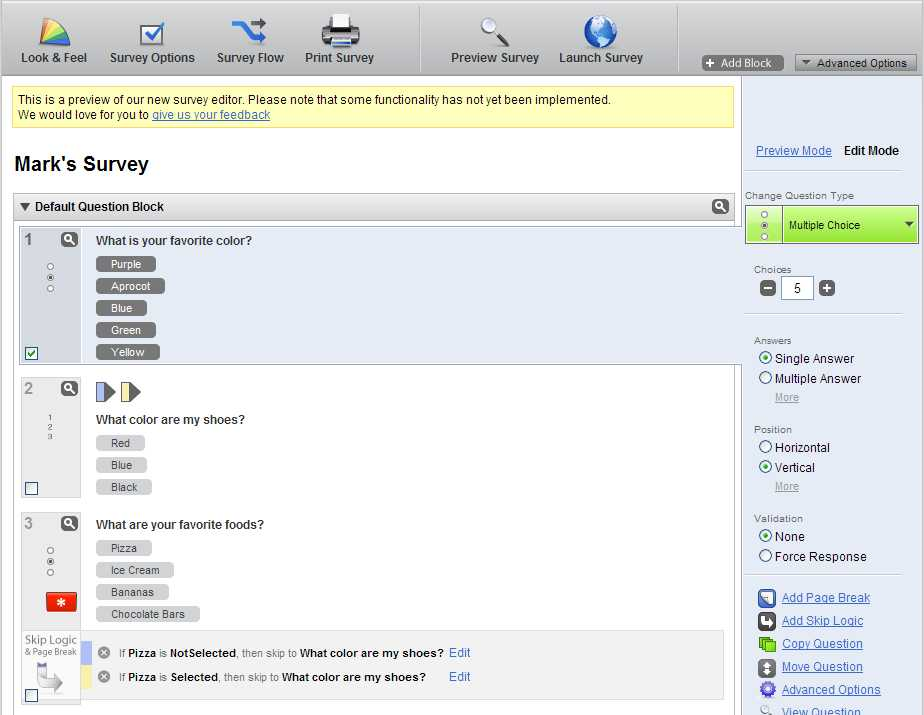 Look & Feel
Survey Options
Survey Flow
Print Survey
Preview Survey
Launch Survey
+ Add Block
Advanced Options
This is a preview of our new survey editor. Please note that some functionality has not yet been implemented.
We would love for you to give us your feedback
Preview Mode
Edit Mode
Mark's Survey
Default Question Block
Change Question Type
Multiple Choice
1
What is your favorite color?
Purple
Aprocot
Blue
Green
Yellow
Choices
5
Answers
Single Answer
Multiple Answer
More
2
1
2
3
What color are my shoes?
Red
Blue
Black
Position
Horizontal
Vertical
More
3
What are your favorite foods?
Pizza
Ice Cream
Bananas
Chocolate Bars
*
Validation
None
Force Response
Skip Logic
& Page Break
If Pizza is NotSelected, then skip to What color are my shoes? Edit
If Pizza is Selected, then skip to What color are my shoes? Edit
Add Page Break
Add Skip Logic
Copy Question
Move Question
Advanced Options
View Question